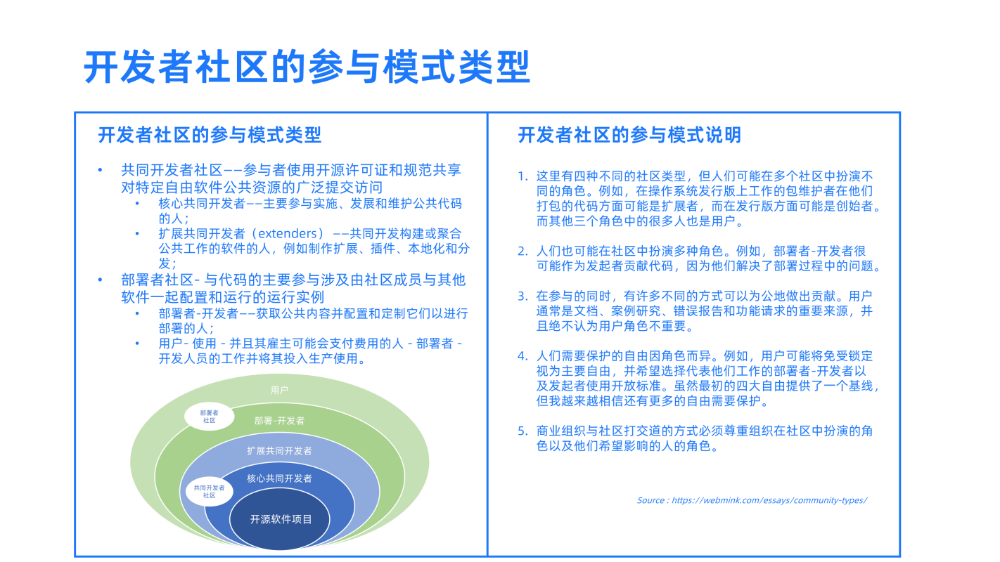 开发者社区的参与模式类型
开发者社区的参与模式类型
• 共同开发者社区——参与者使用开源许可证和规范共享
对特定自由软件公共资源的广泛提交访问
• 核心共同开发者——主要参与实施、发展和维护公共代码
的人；
• 扩展共同开发者（extenders） ——共同开发构建或聚合
公共工作的软件的人，例如制作扩展、插件、本地化和分
发；
• 部署者社区- 与代码的主要参与涉及由社区成员与其他
软件一起配置和运行的运行实例
• 部署者-开发者——获取公共内容并配置和定制它们以进行
部署的人；
• 用户- 使用 - 并且其雇主可能会支付费用的人 - 部署者 -
开发人员的工作并将其投入生产使用。
用户
部署者
社区
部署-开发者
扩展共同开发者
核心共同开发者
共同开发者
社区
开源软件项目
开发者社区的参与模式说明
1. 这里有四种不同的社区类型，但人们可能在多个社区中扮演不
同的角色。例如，在操作系统发行版上工作的包维护者在他们
打包的代码方面可能是扩展者，而在发行版方面可能是创始者。
而其他三个角色中的很多人也是用户。
2. 人们也可能在社区中扮演多种角色。例如，部署者-开发者很
可能作为发起者贡献代码，因为他们解决了部署过程中的问题。
3. 在参与的同时，有许多不同的方式可以为公地做出贡献。用户
通常是文档、案例研究、错误报告和功能请求的重要来源，并
且绝不认为用户角色不重要。
4. 人们需要保护的自由因角色而异。例如，用户可能将免受锁定
视为主要自由，并希望选择代表他们工作的部署者-开发者以
及发起者使用开放标准。虽然最初的四大自由提供了一个基线，
但我越来越相信还有更多的自由需要保护。
5. 商业组织与社区打交道的方式必须尊重组织在社区中扮演的角
色以及他们希望影响的人的角色。
Source : https://webmink.com/essays/community-types/